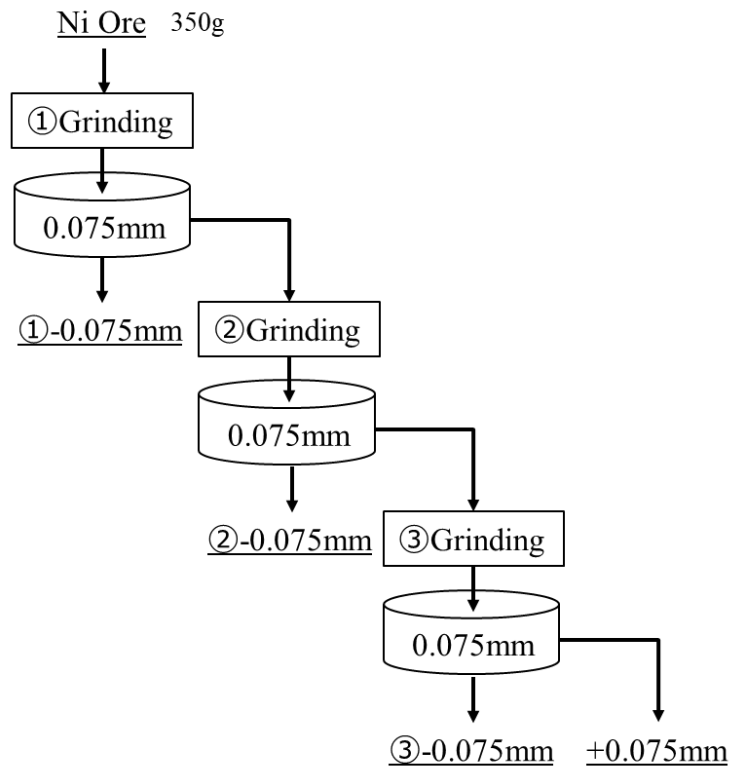 Ni Ore 350g
①Grinding
0.075mm
①-0.075mm
②Grinding
0.075mm
②-0.075mm
③Grinding
0.075mm
③-0.075mm
+0.075mm